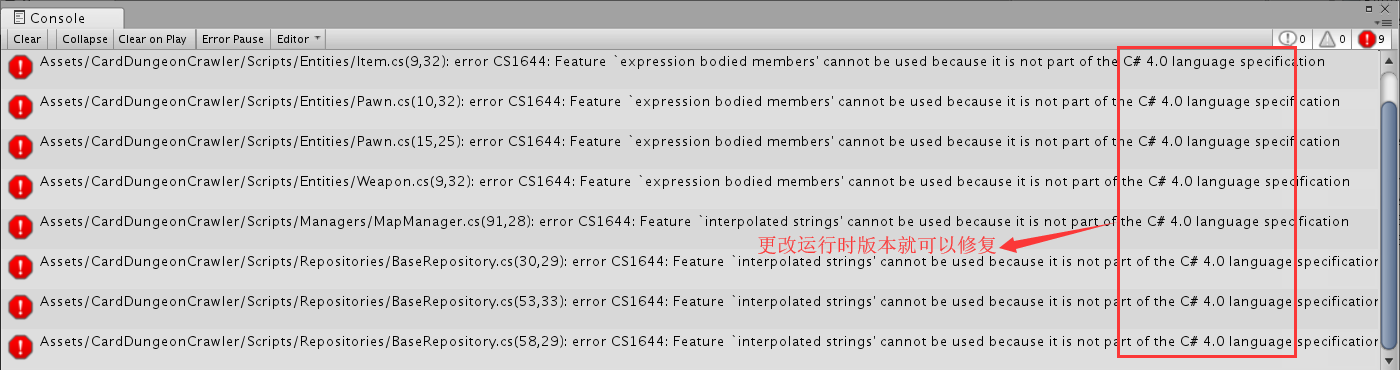 Console
Clear Collapse Clear on Play Error Pause Editor 0 0 9
Assets/CardDungeonCrawler/Scripts/Entities/Item.cs(9,32): error CS1644: Feature `expression bodied members' cannot be used because it is not part of the C# 4.0 language specification
Assets/CardDungeonCrawler/Scripts/Entities/Pawn.cs(10,32): error CS1644: Feature `expression bodied members' cannot be used because it is not part of the C# 4.0 language specification
Assets/CardDungeonCrawler/Scripts/Entities/Pawn.cs(15,25): error CS1644: Feature `expression bodied members' cannot be used because it is not part of the C# 4.0 language specification
Assets/CardDungeonCrawler/Scripts/Entities/Weapon.cs(9,32): error CS1644: Feature `expression bodied members' cannot be used because it is not part of the C# 4.0 language specification
Assets/CardDungeonCrawler/Scripts/Managers/MapManager.cs(91,28): error CS1644: Feature `interpolated strings' cannot be used because it is not part of the C# 4.0 language specification
更改运行时版本就可以修复
Assets/CardDungeonCrawler/Scripts/Repositories/BaseRepository.cs(30,29): error CS1644: Feature `interpolated strings' cannot be used because it is not part of the C# 4.0 language specification
Assets/CardDungeonCrawler/Scripts/Repositories/BaseRepository.cs(53,33): error CS1644: Feature `interpolated strings' cannot be used because it is not part of the C# 4.0 language specification
Assets/CardDungeonCrawler/Scripts/Repositories/BaseRepository.cs(58,29): error CS1644: Feature `interpolated strings' cannot be used because it is not part of the C# 4.0 language specification